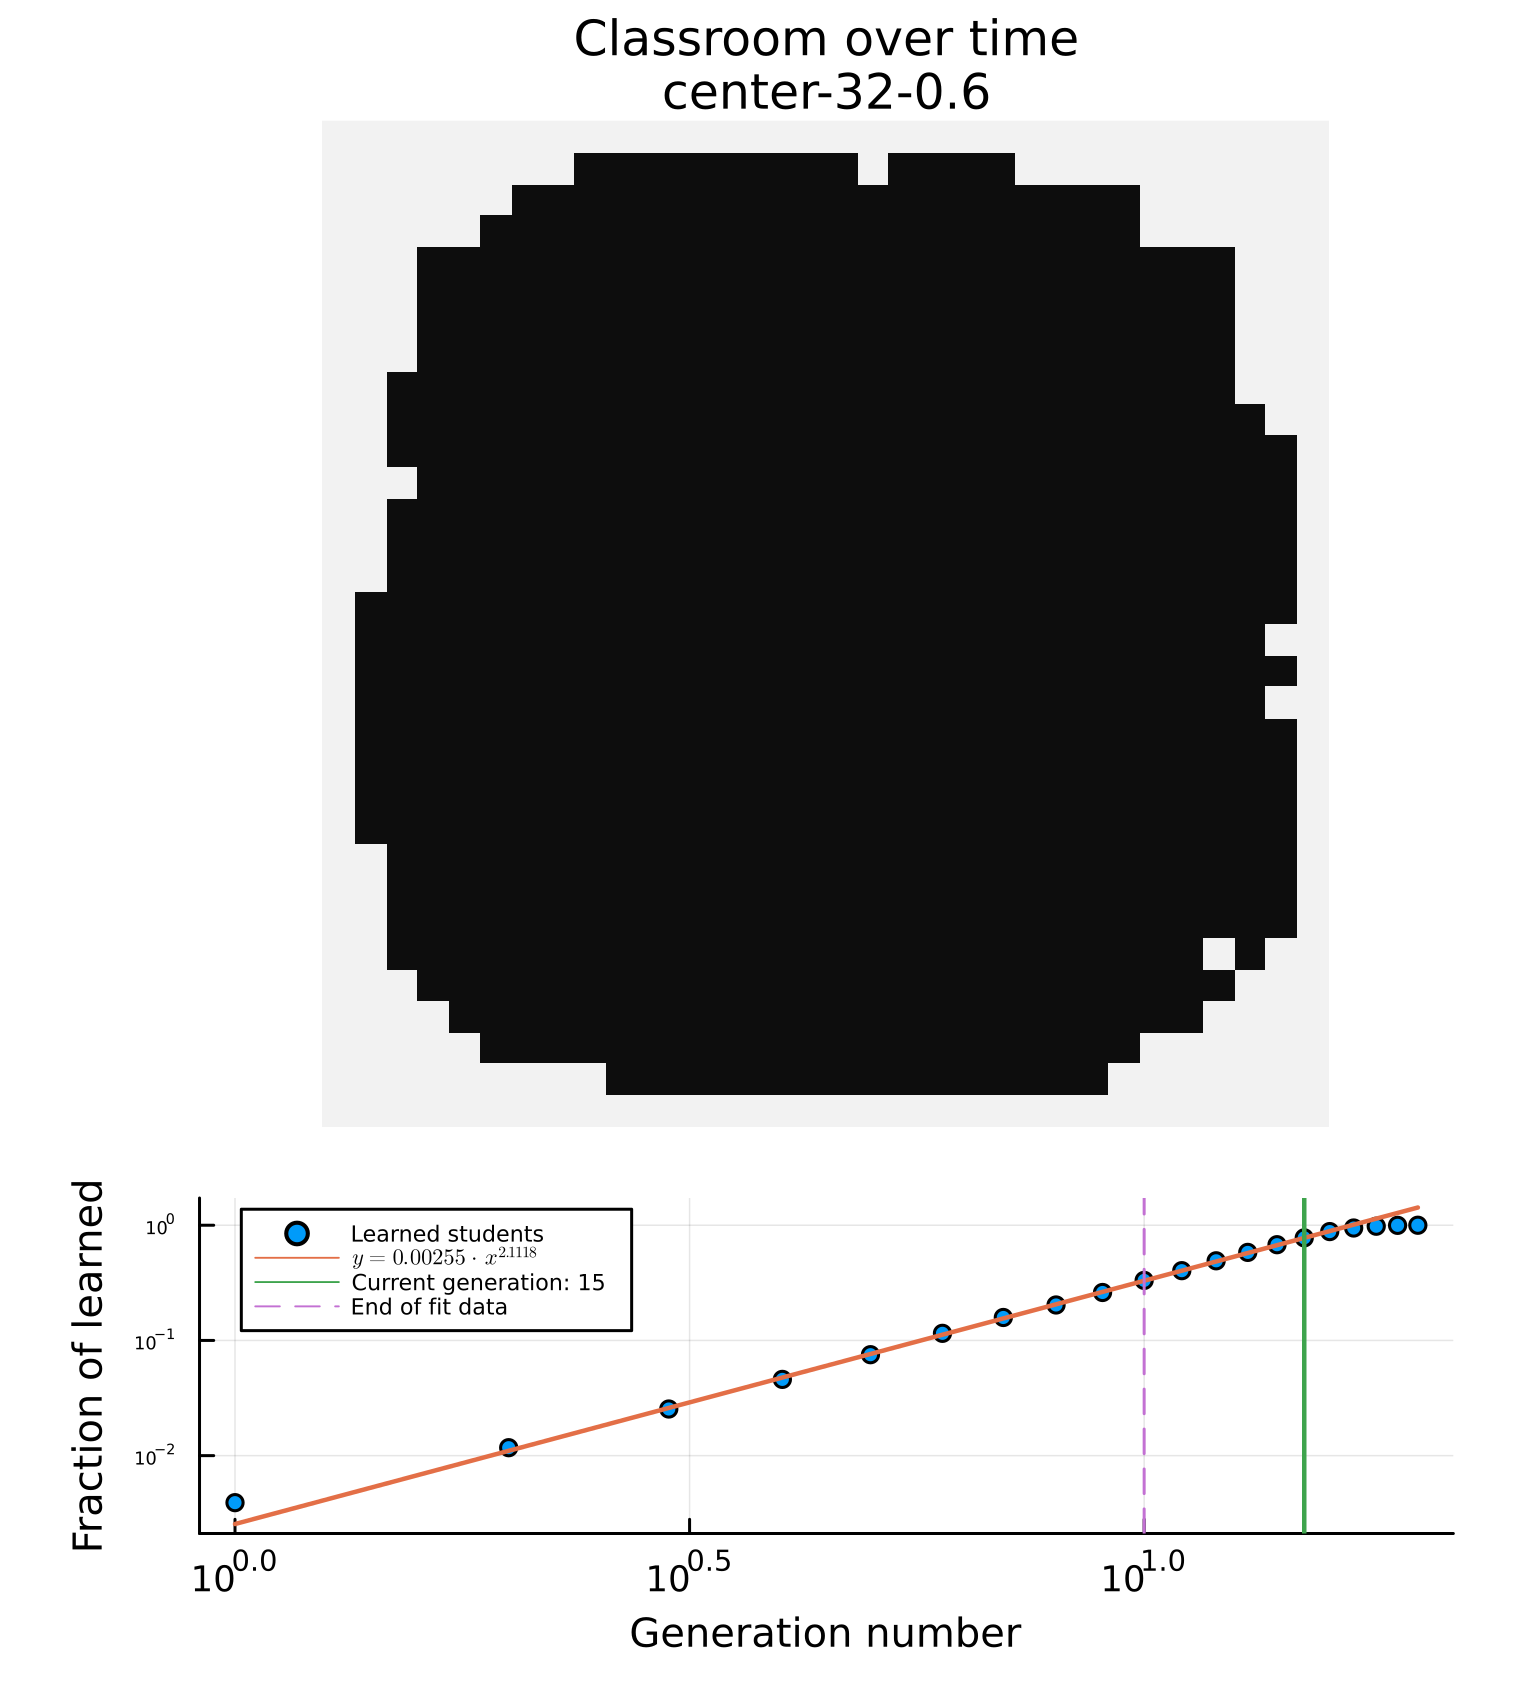 Classroom over time
center-32-0.6
Fraction of learned
10⁰
10⁻¹
10⁻²
Learned students
y = 0.00255 · x^2.1118
Current generation: 15
End of fit data
10^0.0
10^0.5
10^1.0
Generation number